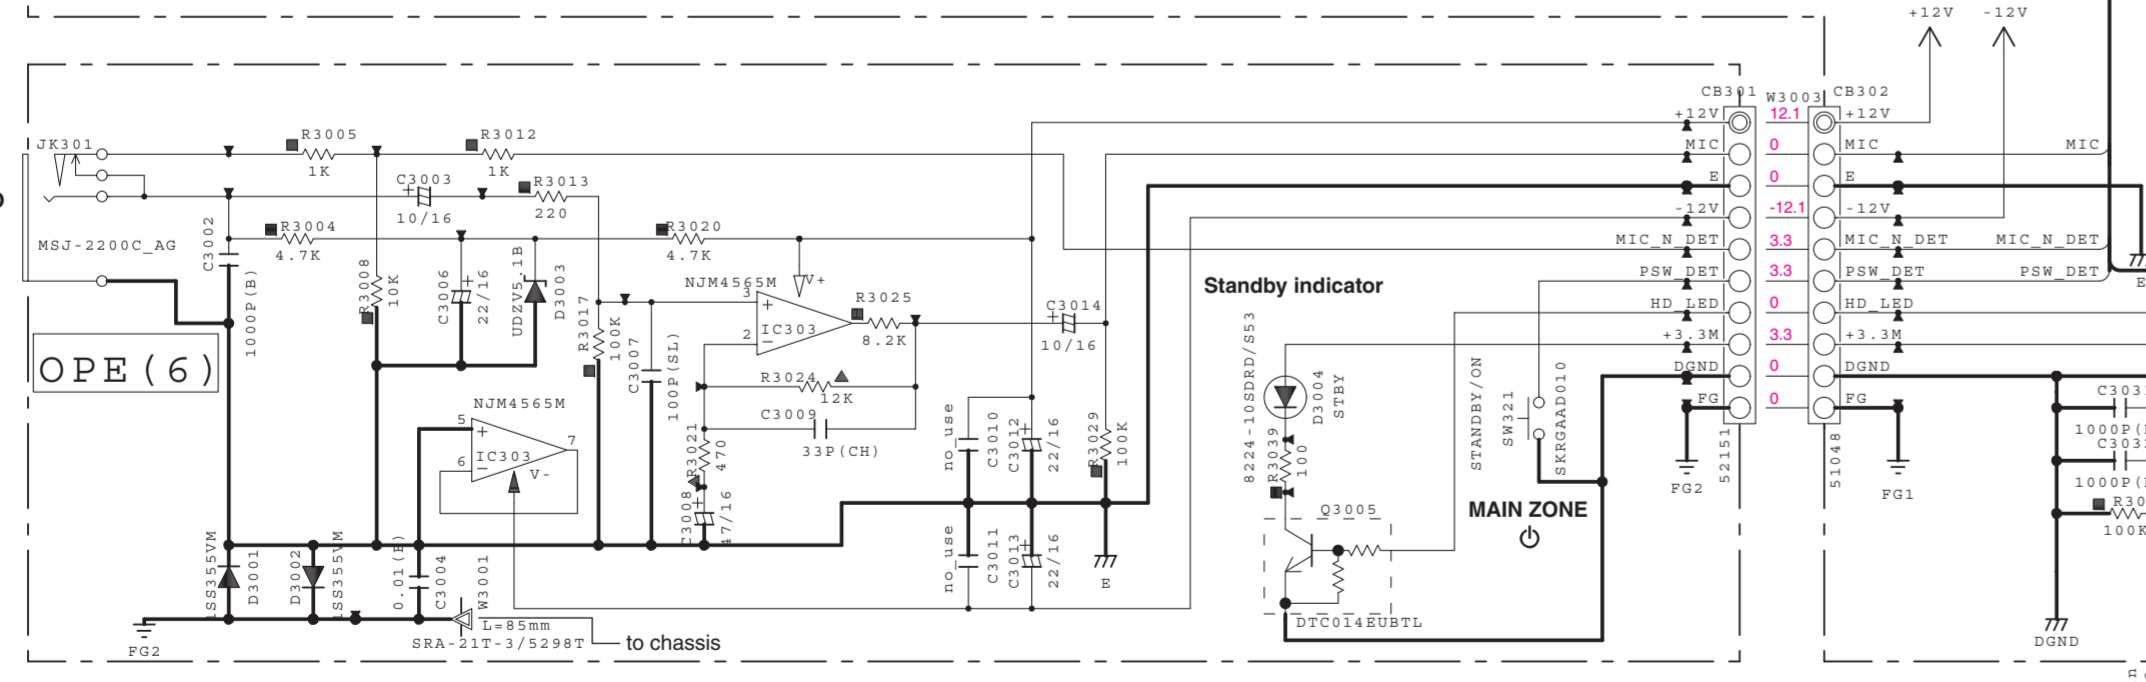 +12V -12V
CB301 W3003 CB302
+12V 12.1 +12V
MIC 0 MIC MIC
E 0 E
-12V -12.1 -12V
MIC_N_DET 3.3 MIC_N_DET MIC_N_DET
PSW_DET 3.3 PSW_DET PSW_DET
HD_LED 0 HD_LED
+3.3M 3.3 +3.3M
DGND 0 DGND
FG 0 FG
52151
51048
FG2
FG1
E
1000P
1000P
100K
DGND
JK301
MSJ-2200C_AG
R3005
1K
R3012
1K
C3003
+
10/16
R3013
220
C3002
1000P(B)
R3004
4.7K
R3020
4.7K
R3008
10K
C3006
+
22/16
UDZV5.1B
D3003
NJM4565M
V+
3
+
2
−
IC303
R3025
8.2K
C3014
+
10/16
R3017
100K
C3007
100P(SL)
R3024
12K
C3009
33P(CH)
R3021
470
C3008
+
47/16
OPE(6)
NJM4565M
5
+
6
−
7
IC303
V-
no_use
C3010
C3012
+
22/16
R3029
100K
no_use
C3011
C3013
+
22/16
E
1SS355VM
D3001
D3002
1SS355VM
0.01(B)
C3004
W3001
L=85mm
SRA-21T-3/5298T
to chassis
FG2
Standby indicator
8224-10SDRD/S53
D3004
STBY
R3039
100
Q3005
DTC014EUBTL
STANDBY/ON
SW321
SKRGAAD010
MAIN ZONE